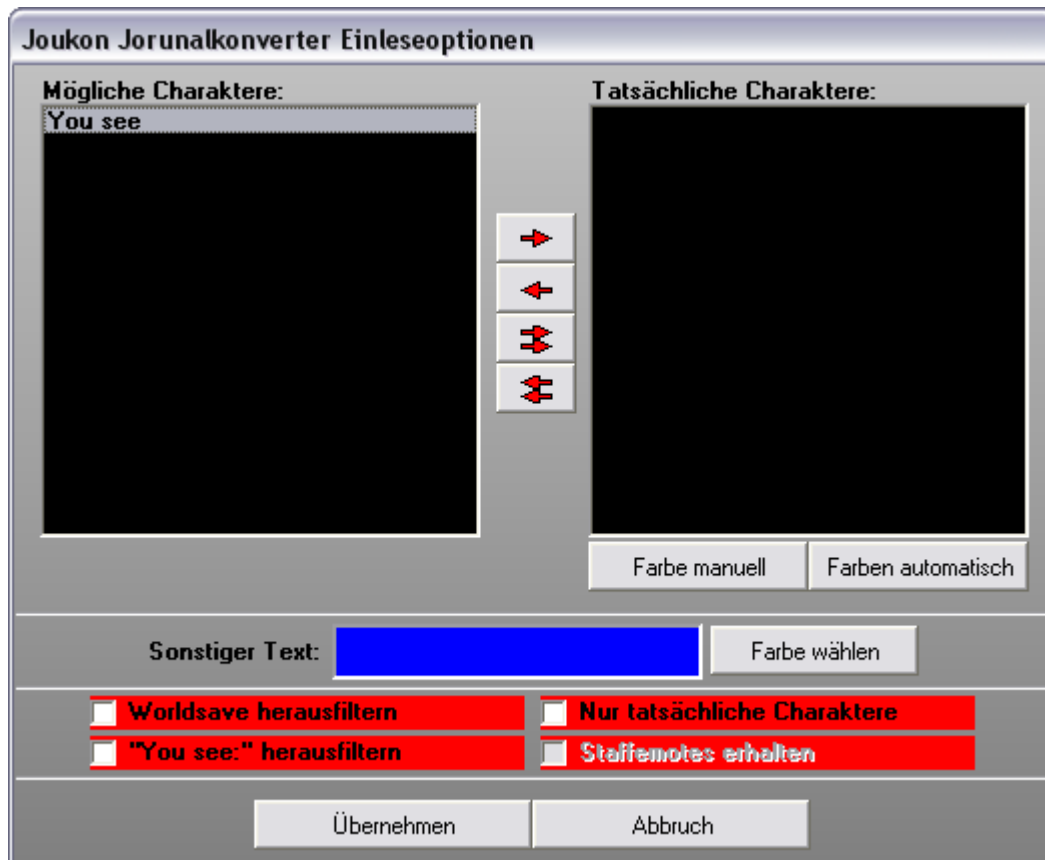 Joukon Jorunalkonverter Einleseoptionen
Mögliche Charaktere:
Tatsächliche Charaktere:
You see
Farbe manuell
Farben automatisch
Sonstiger Text:
Farbe wählen
Worldsave herausfiltern
Nur tatsächliche Charaktere
"You see:" herausfiltern
Staffemotes erhalten
Übernehmen
Abbruch